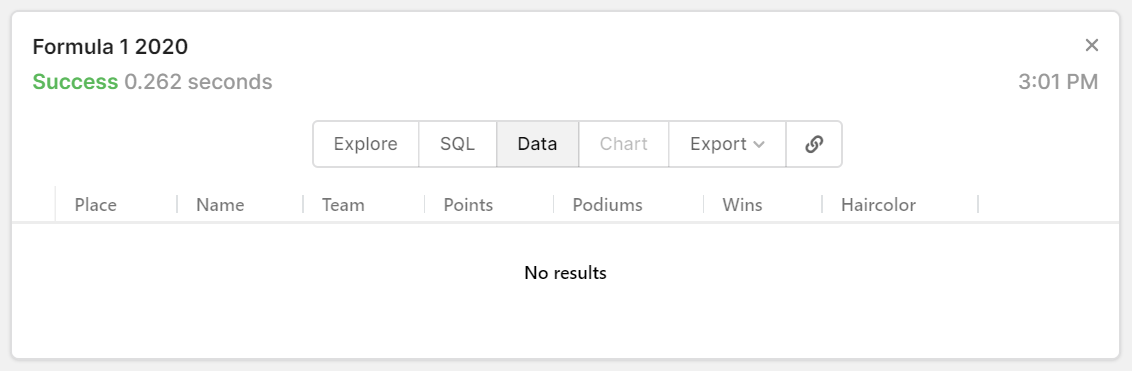 Formula 1 2020
Success 0.262 seconds 3:01 PM
Explore SQL Data Chart Export
Place Name Team Points Podiums Wins Haircolor
No results